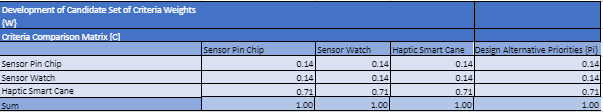 Development of Candidate Set of Criteria Weights
{W}
Criteria Comparison Matrix [C]
Sensor Pin Chip Sensor Watch Haptic Smart Cane Design Alternative Priorities {Pi}
Sensor Pin Chip 0.14 0.14 0.14 0.14
Sensor Watch 0.14 0.14 0.14 0.14
Haptic Smart Cane 0.71 0.71 0.71 0.71
Sum 1.00 1.00 1.00 1.00